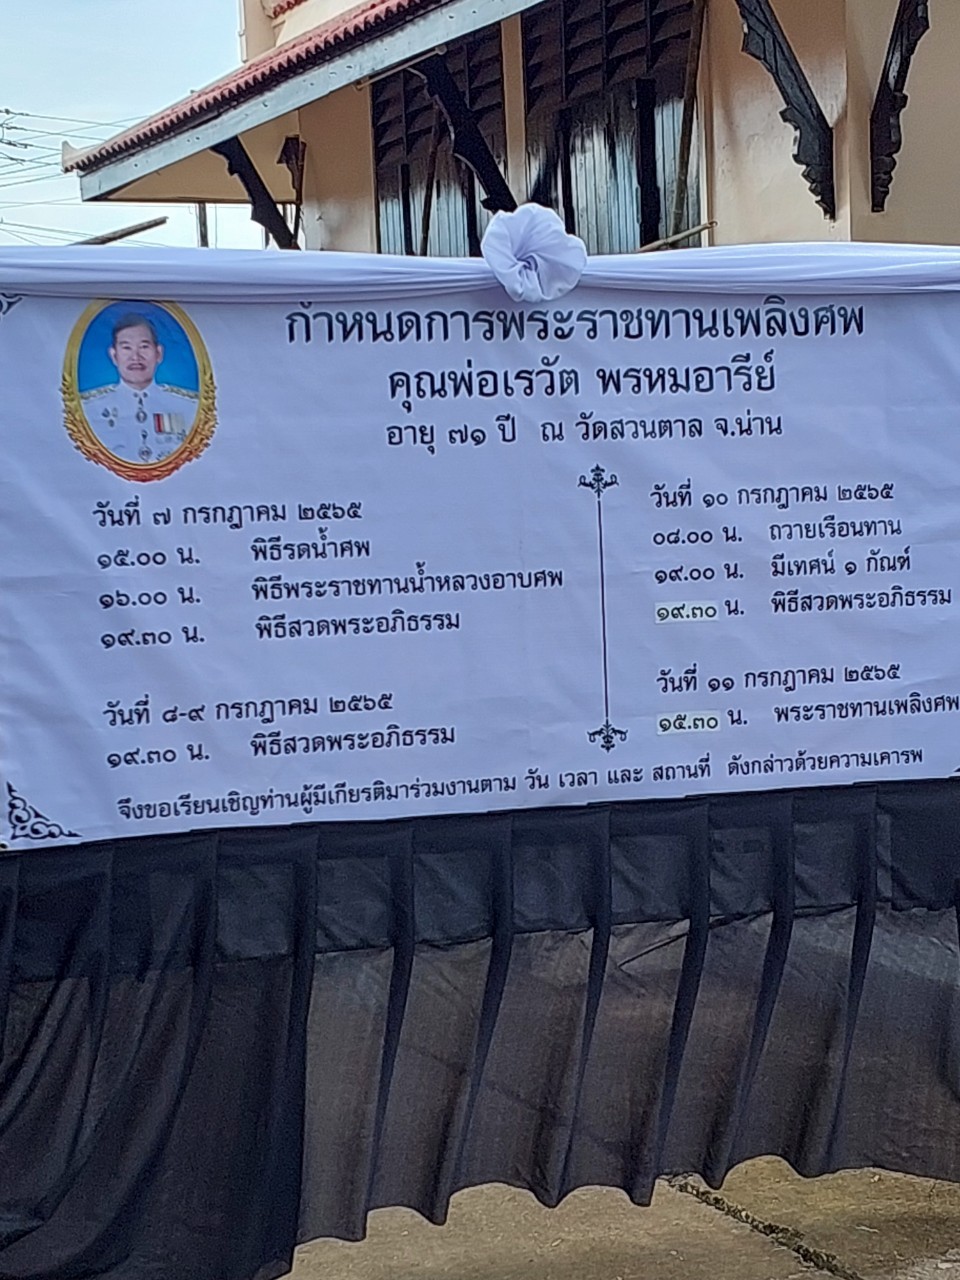 กำหนดการพระราชทานเพลิงศพ
คุณพ่อเรวัต พรหมอารีย์
อายุ ๗๑ ปี ณ วัดสวนตาล จ.น่าน
วันที่ ๗ กรกฎาคม ๒๕๖๕
๑๕.๐๐ น. พิธีรดน้ำศพ
๑๖.๐๐ น. พิธีพระราชทานน้ำหลวงอาบศพ
๑๙.๓๐ น. พิธีสวดพระอภิธรรม
วันที่ ๘-๙ กรกฎาคม ๒๕๖๕
๑๙.๓๐ น. พิธีสวดพระอภิธรรม
วันที่ ๑๐ กรกฎาคม ๒๕๖๕
๐๘.๐๐ น. ถวายเรือนทาน
๑๙.๐๐ น. มีเทศน์ ๑ กัณฑ์
๑๙.๓๐ น. พิธีสวดพระอภิธรรม
วันที่ ๑๑ กรกฎาคม ๒๕๖๕
๑๕.๓๐ น. พระราชทานเพลิงศพ
จึงขอเรียนเชิญท่านผู้มีเกียรติมาร่วมงานตาม วัน เวลา และ สถานที่ ดังกล่าวด้วยความเคารพ